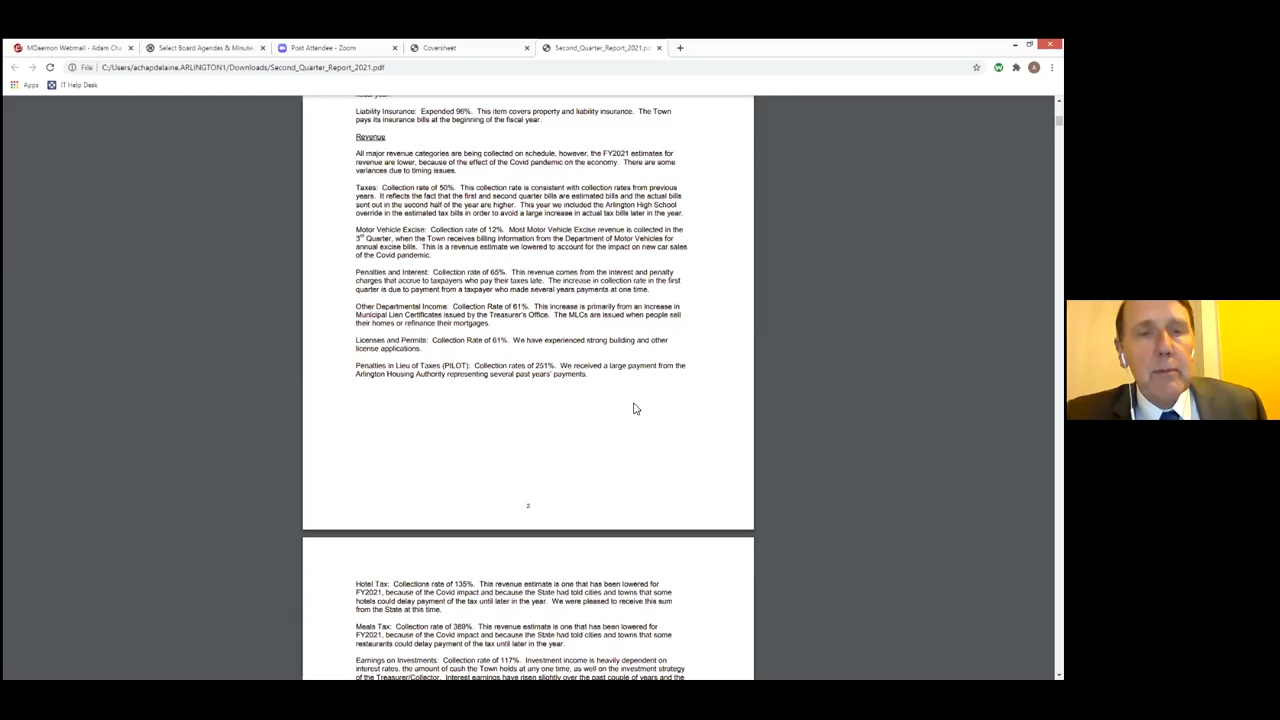 MDaemon Webmail - Adam Cha
Select Board Agendas & Minute
Post Attendee - Zoom
Coversheet
Second_Quarter_Report_2021.pd
File
C:/Users/achapdelaine.ARLINGTON1/Downloads/Second_Quarter_Report_2021.pdf
Apps
IT Help Desk
Liability Insurance: Expended 96%. This item covers property and liability insurance. The Town
pays its insurance bills at the beginning of the fiscal year.
Revenue
All major revenue categories are being collected on schedule, however, the FY2021 estimates for
revenue are lower, because of the effect of the Covid pandemic on the economy. There are some
variances due to timing issues.
Taxes: Collection rate of 50%. This collection rate is consistent with collection rates from previous
years. It reflects the fact that the first and second quarter bills are estimated bills and the actual bills
sent out in the second half of the year are higher. This year we included the Arlington High School
override in the estimated tax bills in order to avoid a large increase in actual tax bills later in the year.
Motor Vehicle Excise: Collection rate of 12%. Most Motor Vehicle Excise revenue is collected in the
3rd Quarter, when the Town receives billing information from the Department of Motor Vehicles for
annual excise bills. This is a revenue estimate we lowered to account for the impact on new car sales
of the Covid pandemic.
Penalties and Interest: Collection rate of 65%. This revenue comes from the interest and penalty
charges that accrue to taxpayers who pay their taxes late. The increase in collection rate in the first
quarter is due to payment from a taxpayer who made several years payments at one time.
Other Departmental Income: Collection Rate of 61%. This increase is primarily from an increase in
Municipal Lien Certificates issued by the Treasurer's Office. The MLCs are issued when people sell
their homes or refinance their mortgages.
Licenses and Permits: Collection Rate of 61%. We have experienced strong building and other
license applications.
Penalties in Lieu of Taxes (PILOT): Collection rates of 251%. We received a large payment from the
Arlington Housing Authority representing several past years' payments.
2
Hotel Tax: Collections rate of 135%. This revenue estimate is one that has been lowered for
FY2021, because of the Covid impact and because the State had told cities and towns that some
hotels could delay payment of the tax until later in the year. We were pleased to receive this sum
from the State at this time.
Meals Tax: Collection rate of 389%. This revenue estimate is one that has been lowered for
FY2021, because of the Covid impact and because the State had told cities and towns that some
restaurants could delay payment of the tax until later in the year.
Earnings on Investments: Collection rate of 117%. Investment income is heavily dependent on
interest rates, the amount of cash the Town holds at any one time, as well on the investment strategy
of the Treasurer/Collector. Interest earnings have risen slightly over the past couple of years and the